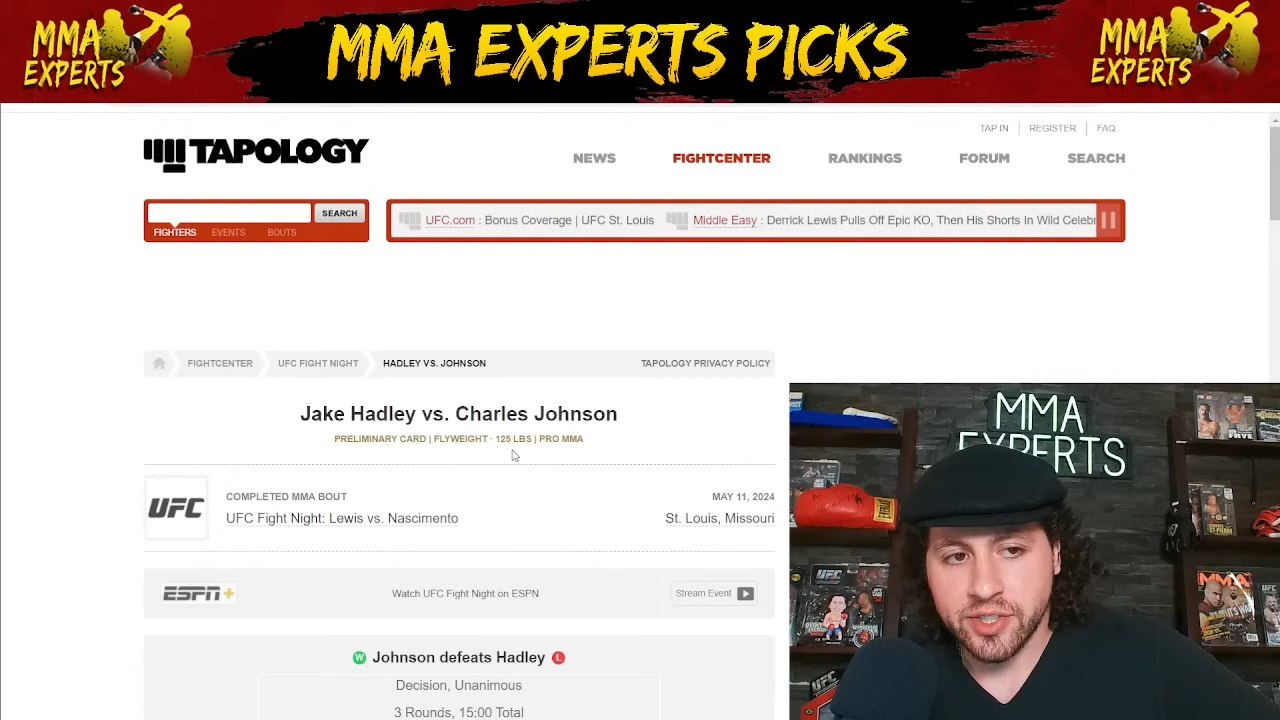 MMA EXPERTS
MMA EXPERTS PICKS
MMA EXPERTS
TAP IN
REGISTER
FAQ
TAPOLOGY
NEWS
FIGHTCENTER
RANKINGS
FORUM
SEARCH
SEARCH
FIGHTERS
EVENTS
BOUTS
UFC.com : Bonus Coverage | UFC St. Louis
Middle Easy : Derrick Lewis Pulls Off Epic KO, Then His Shorts In Wild Celebr
FIGHTCENTER
UFC FIGHT NIGHT
HADLEY VS. JOHNSON
TAPOLOGY PRIVACY POLICY
Jake Hadley vs. Charles Johnson
PRELIMINARY CARD | FLYWEIGHT · 125 LBS | PRO MMA
UFC
COMPLETED MMA BOUT
MAY 11, 2024
UFC Fight Night: Lewis vs. Nascimento
St. Louis, Missouri
ESPN+
Watch UFC Fight Night on ESPN
Stream Event
W Johnson defeats Hadley L
Decision, Unanimous
3 Rounds, 15:00 Total
MMA
EXPERTS
UFC
MMA
UFC